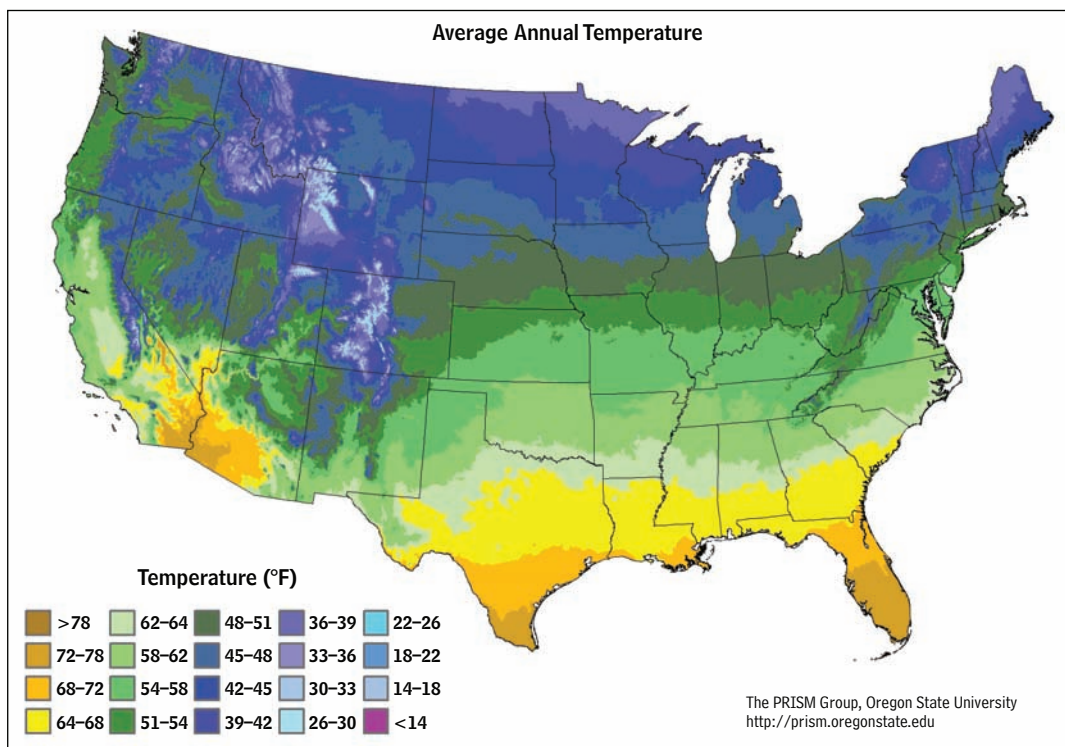 Average Annual Temperature
Temperature (°F)
>78 62–64 48–51 36–39 22–26
72–78 58–62 45–48 33–36 18–22
68–72 54–58 42–45 30–33 14–18
64–68 51–54 39–42 26–30 <14
The PRISM Group, Oregon State University
http://prism.oregonstate.edu